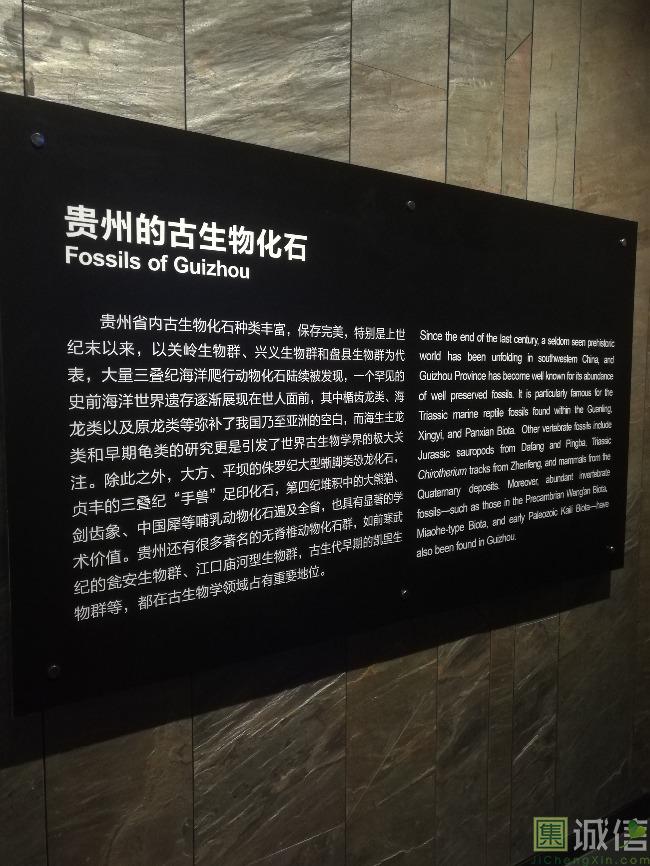 贵州的古生物化石
Fossils of Guizhou
贵州省内古生物化石种类丰富，保存完美，特别是上世
纪末以来，以关岭生物群、兴义生物群和盘县生物群为代
表，大量三叠纪海洋爬行动物化石陆续被发现，一个罕见的
史前海洋世界遗存逐渐展现在世人面前，其中楯齿龙类、海
龙类以及原龙类等弥补了我国乃至亚洲的空白，而海生主龙
类和早期龟类的研究更是引发了世界古生物学界的极大关
注。除此之外，大方、平坝的侏罗纪大型蜥脚类恐龙化石，
贞丰的三叠纪“手兽”足印化石，第四纪堆积中的大熊猫、
剑齿象、中国犀等哺乳动物化石遍及全省，也具有显著的学
术价值。贵州还有很多著名的无脊椎动物化石群，如前寒武
纪的瓮安生物群、江口庙河型生物群，古生代早期的凯里生
物群等，都在古生物学领域占有重要地位。
Since the end of the last century, a seldom seen prehistoric
world has been unfolding in southwestern China, and
Guizhou Province has become well known for its abundance
of well preserved fossils. It is particularly famous for the
Triassic marine reptile fossils found within the Guanling,
Xingyi, and Panxian Biota. Other vertebrate fossils include
Jurassic sauropods from Dafang and Pingba, Triassic
Chirotherium tracks from Zhenfeng, and mammals from the
Quaternary deposits. Moreover, abundant invertebrate
fossils—such as those in the Precambrian Weng'an Biota,
Miaohe-type Biota, and early Paleozoic Kaili Biota—have
also been found in Guizhou.
集诚信
JiChengXin.com